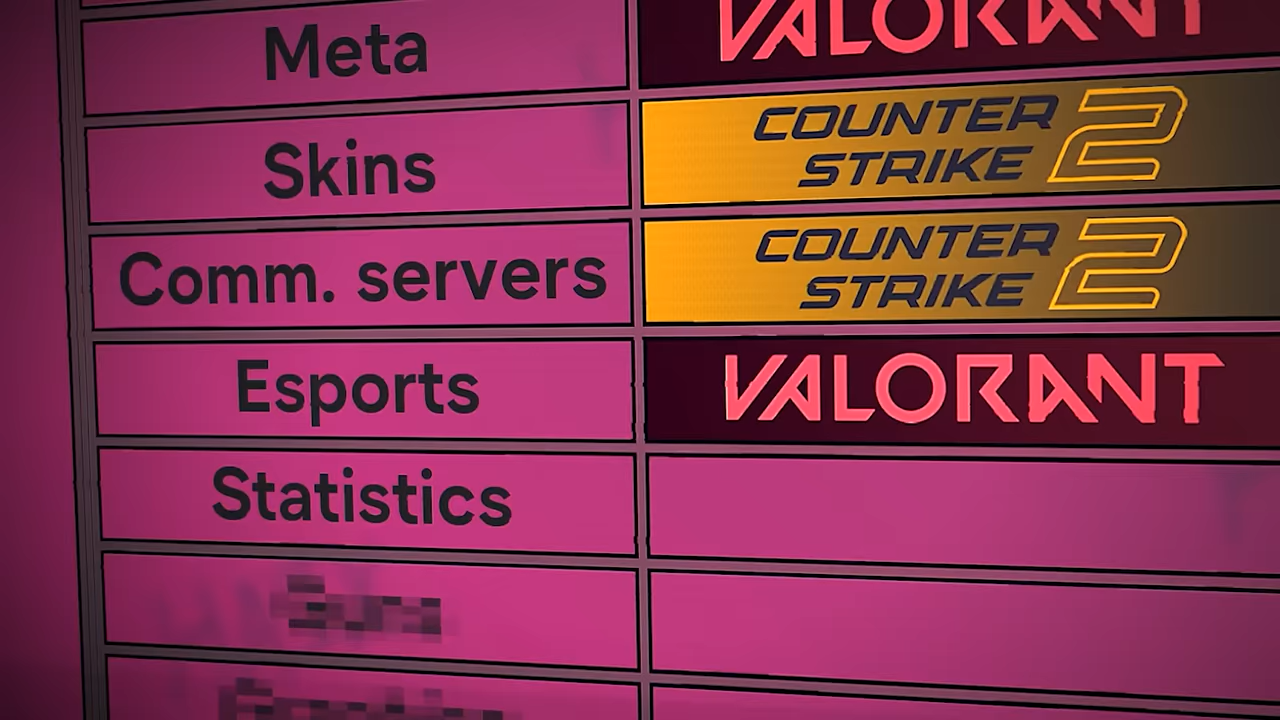 Meta
VALORANT
Skins
COUNTER
STRIKE 2
Comm. servers
COUNTER
STRIKE 2
Esports
VALORANT
Statistics